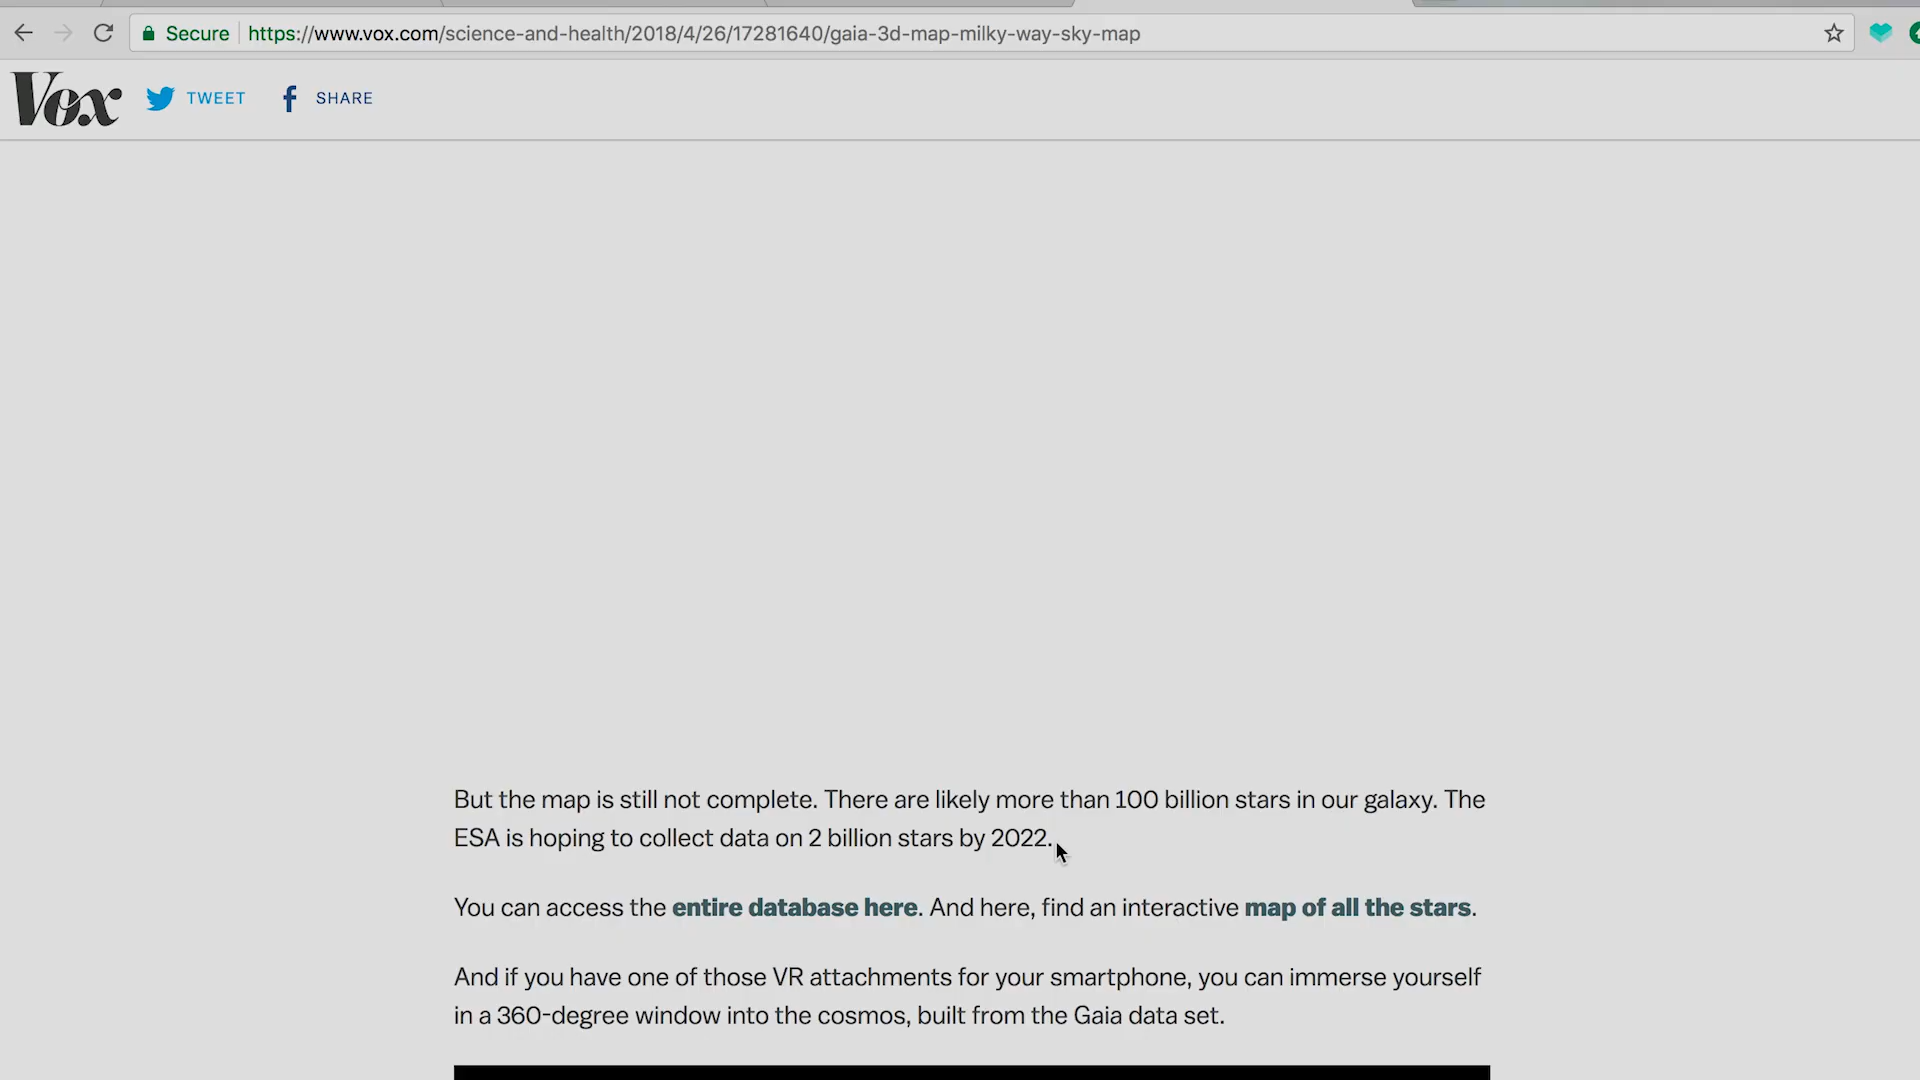 Secure https://www.vox.com/science-and-health/2018/4/26/17281640/gaia-3d-map-milky-way-sky-map
Vox TWEET SHARE
But the map is still not complete. There are likely more than 100 billion stars in our galaxy. The
ESA is hoping to collect data on 2 billion stars by 2022.
You can access the entire database here. And here, find an interactive map of all the stars.
And if you have one of those VR attachments for your smartphone, you can immerse yourself
in a 360-degree window into the cosmos, built from the Gaia data set.